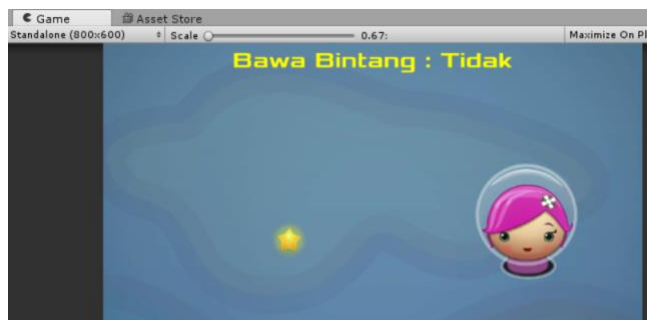 Game Asset Store
Standalone (800x600) Scale 0.67: Maximize On Pl
Bawa Bintang : Tidak